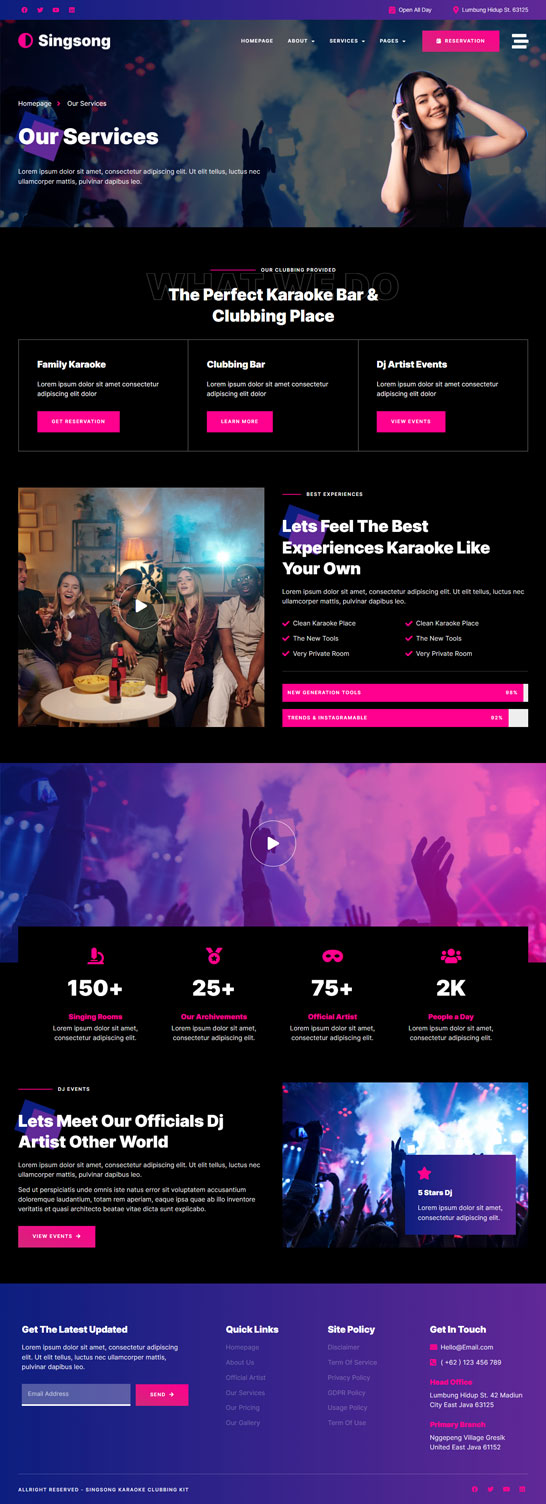 Open All Day
Lumbung Hidup St. 63125
Singsong
HOMEPAGE
ABOUT
SERVICES
PAGES
RESERVATION
Homepage
Our Services
Our Services
Lorem ipsum dolor sit amet, consectetur adipiscing elit. Ut elit tellus, luctus nec
ullamcorper mattis, pulvinar dapibus leo.
OUR CLUBBING PROVIDED
WHAT WE DO
The Perfect Karaoke Bar &
Clubbing Place
Family Karaoke
Lorem ipsum dolor sit amet consectetur
adipiscing elit dolor
GET RESERVATION
Clubbing Bar
Lorem ipsum dolor sit amet consectetur
adipiscing elit dolor
LEARN MORE
Dj Artist Events
Lorem ipsum dolor sit amet consectetur
adipiscing elit dolor
VIEW EVENTS
BEST EXPERIENCES
Lets Feel The Best
Experiences Karaoke Like
Your Own
Lorem ipsum dolor sit amet, consectetur adipiscing elit. Ut elit tellus, luctus nec
ullamcorper mattis, pulvinar dapibus leo.
Clean Karaoke Place
Clean Karaoke Place
The New Tools
The New Tools
Very Private Room
Very Private Room
NEW GENERATION TOOLS 98%
TRENDS & INSTAGRAMABLE 92%
150+
Singing Rooms
Lorem ipsum dolor sit amet,
consectetur adipiscing elit.
25+
Our Archivements
Lorem ipsum dolor sit amet,
consectetur adipiscing elit.
75+
Official Artist
Lorem ipsum dolor sit amet,
consectetur adipiscing elit.
2K
People a Day
Lorem ipsum dolor sit amet,
consectetur adipiscing elit.
DJ EVENTS
Lets Meet Our Officials Dj
Artist Other World
Lorem ipsum dolor sit amet, consectetur adipiscing elit. Ut elit tellus, luctus nec
ullamcorper mattis, pulvinar dapibus leo.
Sed ut perspiciatis unde omnis iste natus error sit voluptatem accusantium
doloremque laudantium, totam rem aperiam, eaque ipsa quae ab illo inventore
veritatis et quasi architecto beatae vitae dicta sunt explicabo.
VIEW EVENTS
5 Stars Dj
Lorem ipsum dolor sit amet,
consectetur adipiscing elit.
Get The Latest Updated
Lorem ipsum dolor sit amet, consectetur adipiscing
elit. Ut elit tellus, luctus nec ullamcorper mattis,
pulvinar dapibus leo.
Email Address
SEND
Quick Links
Homepage
About Us
Official Artist
Our Services
Our Pricing
Our Gallery
Site Policy
Disclaimer
Term Of Service
Privacy Policy
GDPR Policy
Usage Policy
Term Of Use
Get In Touch
Hello@Email.com
( +62 ) 123 456 789
Head Office
Lumbung Hidup St. 42 Madiun
City East Java 63125
Primary Branch
Nggepeng Village Gresik
United East Java 61152
ALLRIGHT RESERVED - SINGSONG KARAOKE CLUBBING KIT